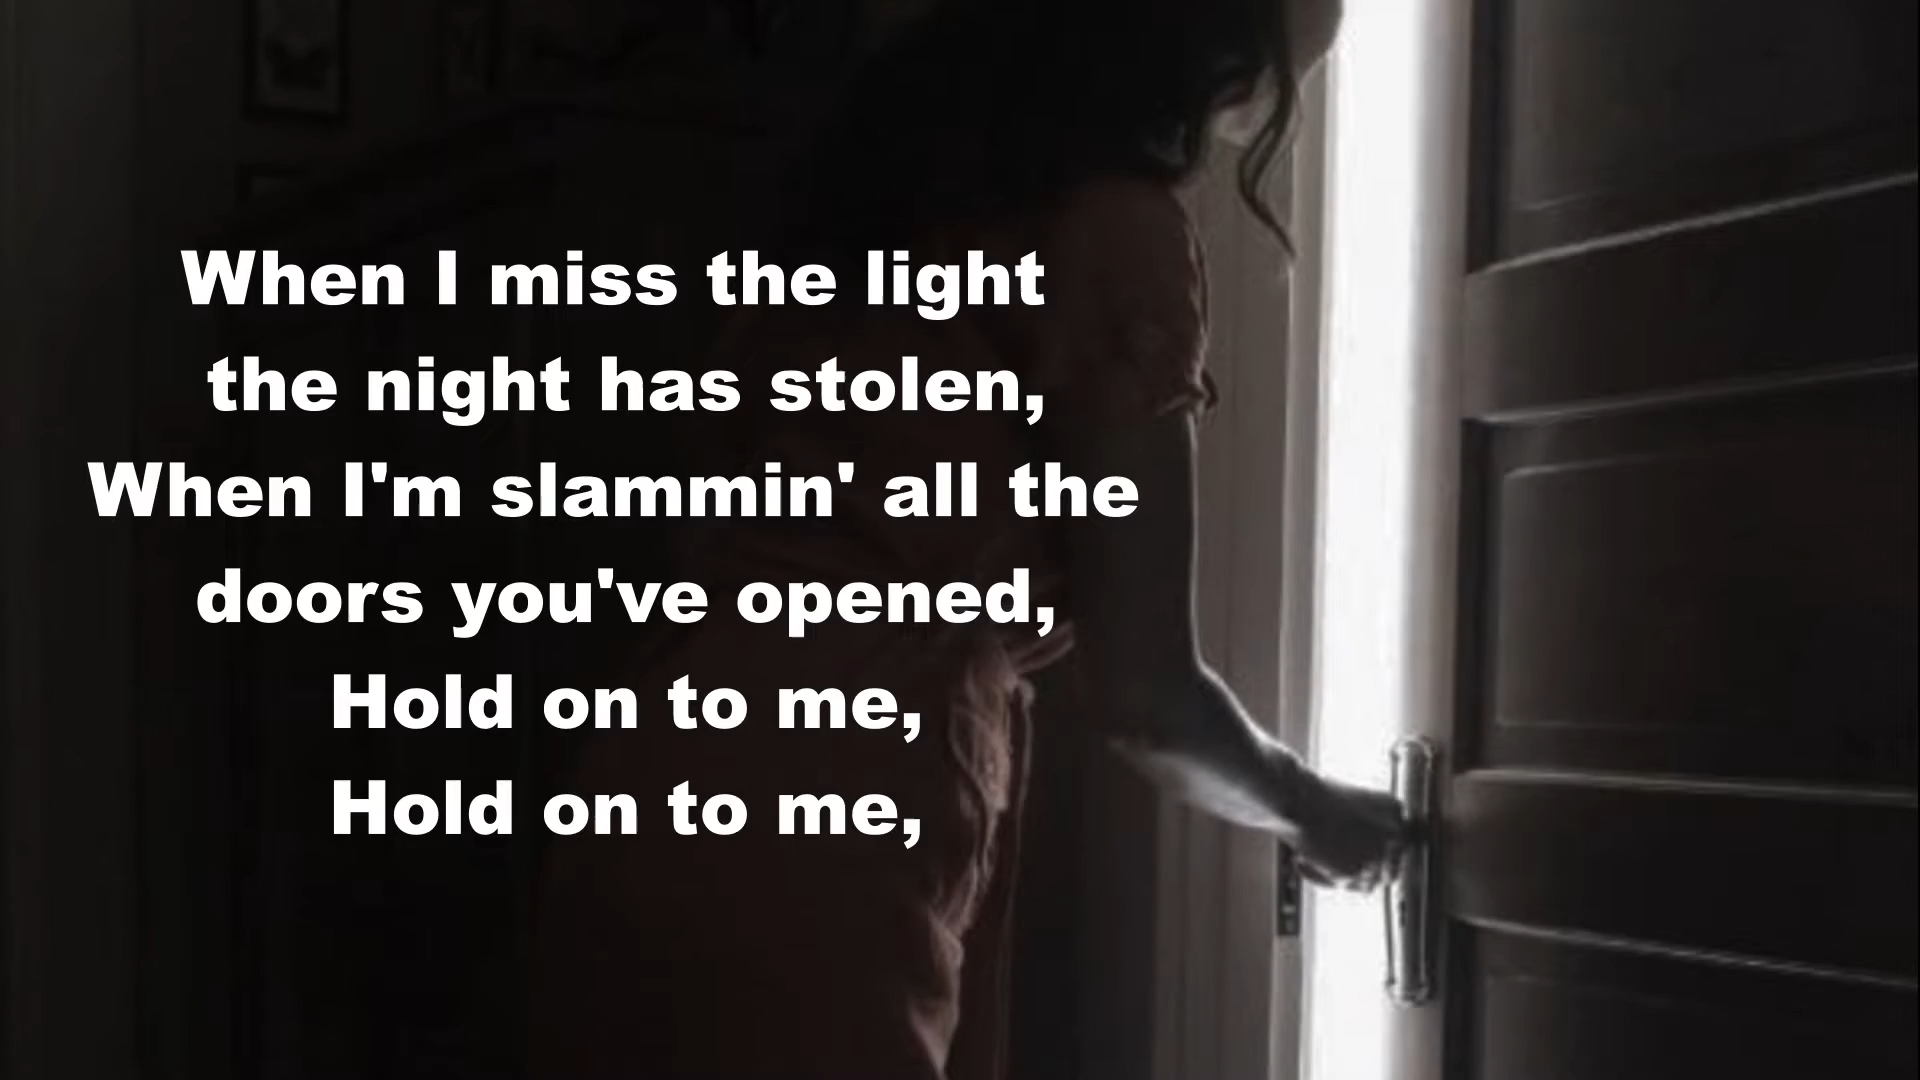 When I miss the light
the night has stolen,
When I'm slammin' all the
doors you've opened,
Hold on to me,
Hold on to me,